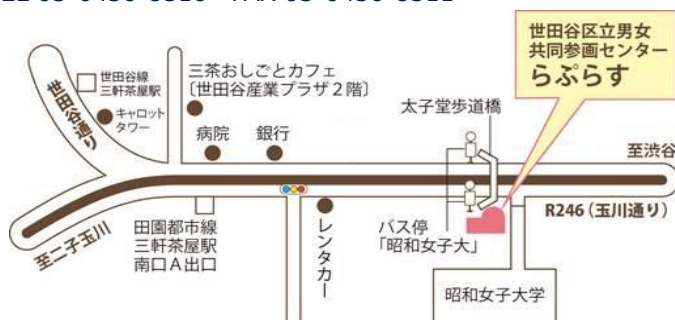 世田谷区立男女
共同参画センター
らぷらす
世田谷線
三軒茶屋駅
キャロット
タワー
世田谷通り
三茶おしごとカフェ
〔世田谷産業プラザ2階〕
病院
銀行
太子堂歩道橋
至渋谷
R246（玉川通り）
至二子玉川
田園都市線
三軒茶屋駅
南口A出口
レンタカー
バス停
「昭和女子大」
昭和女子大学